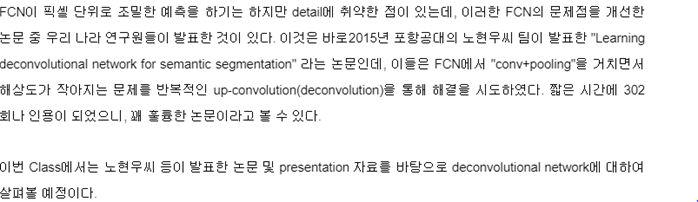 FCN이 픽셀 단위로 조밀한 예측을 하기는 하지만 detail에 취약한 점이 있는데, 이러한 FCN의 문제점을 개선한
논문 중 우리 나라 연구원들이 발표한 것이 있다. 이것은 바로2015년 포항공대의 노현우씨 팀이 발표한 "Learning
deconvolutional network for semantic segmentation" 라는 논문인데, 이들은 FCN에서 "conv+pooling"을 거치면서
해상도가 작아지는 문제를 반복적인 up-convolution(deconvolution)을 통해 해결을 시도하였다. 짧은 시간에 302
회나 인용이 되었으니, 꽤 훌륭한 논문이라고 볼 수 있다.
이번 Class에서는 노현우씨 등이 발표한 논문 및 presentation 자료를 바탕으로 deconvolutional network에 대하여
살펴볼 예정이다.